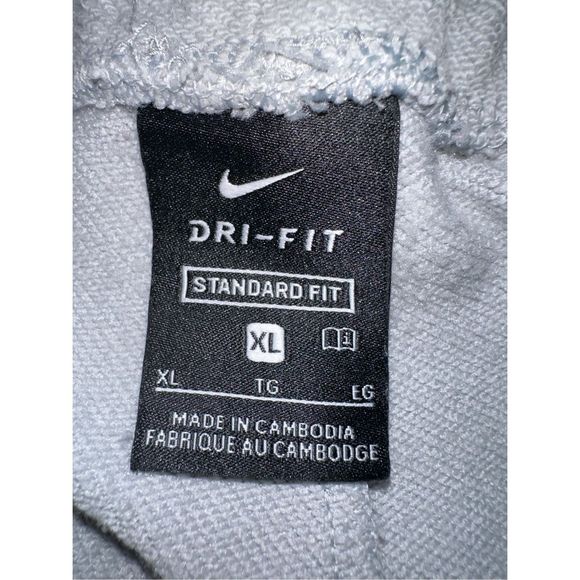 DRI-FIT
STANDARD FIT
XL
XL TG EG
MADE IN CAMBODIA
FABRIQUE AU CAMBODGE